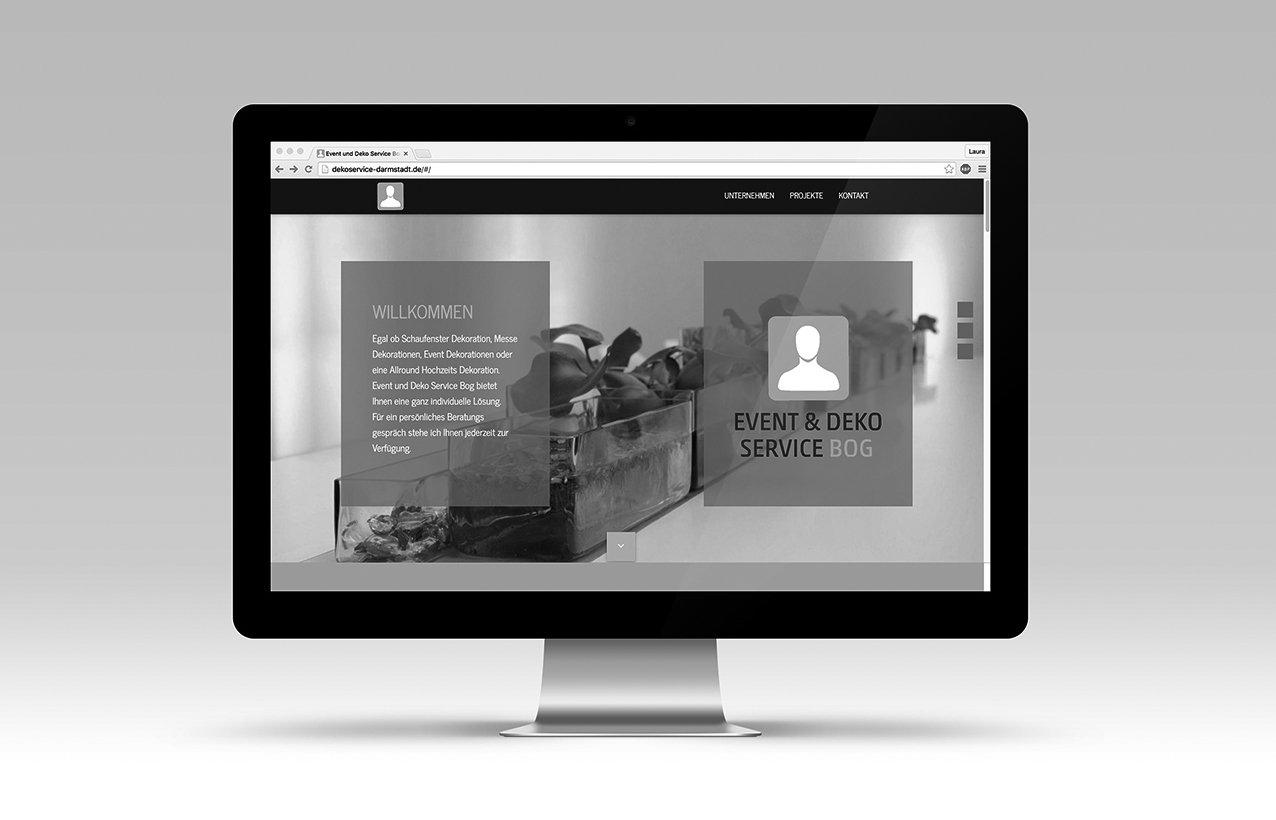 Event und Deko Service Bo
Laura
dekoservice-darmstadt.de/#/
ABP
UNTERNEHMEN PROJEKTE KONTAKT
WILLKOMMEN
Egal ob Schaufenster Dekoration, Messe
Dekorationen, Event Dekorationen oder
eine Allround Hochzeits Dekoration.
Event und Deko Service Bog bietet
Ihnen eine ganz individuelle Lösung.
Für ein persönliches Beratungs
gespräch stehe ich Ihnen jederzeit zur
Verfügung.
EVENT & DEKO
SERVICE BOG